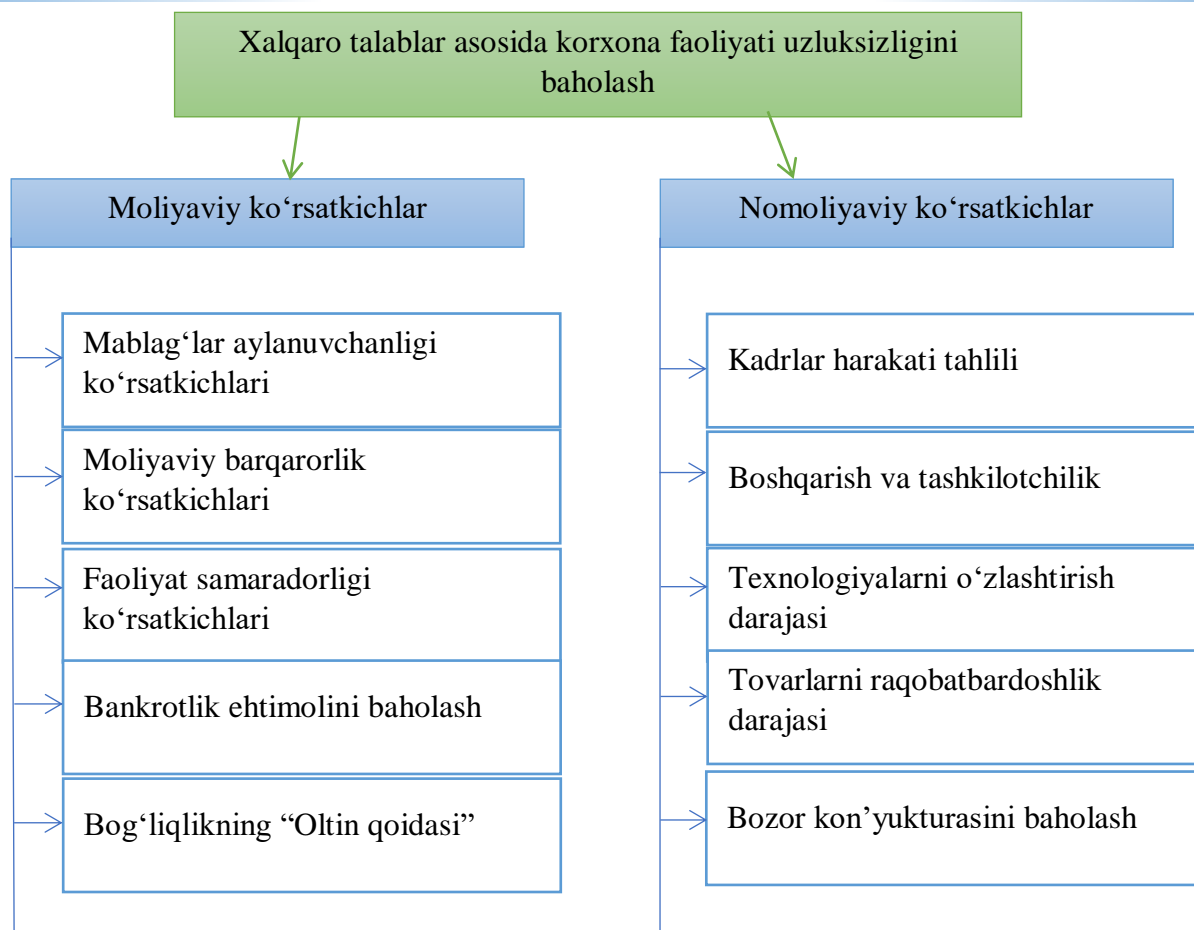 Xalqaro talablar asosida korxona faoliyati uzluksizligini
baholash
Moliyaviy ko‘rsatkichlar
Nomoliyaviy ko‘rsatkichlar
Mablag‘lar aylanuvchanligi
ko‘rsatkichlari
Moliyaviy barqarorlik
ko‘rsatkichlari
Faoliyat samaradorligi
ko‘rsatkichlari
Bankrotlik ehtimolini baholash
Bog‘liqlikning “Oltin qoidasi”
Kadrlar harakati tahlili
Boshqarish va tashkilotchilik
Texnologiyalarni o‘zlashtirish
darajasi
Tovarlarni raqobatbardoshlik
darajasi
Bozor kon’yukturasini baholash